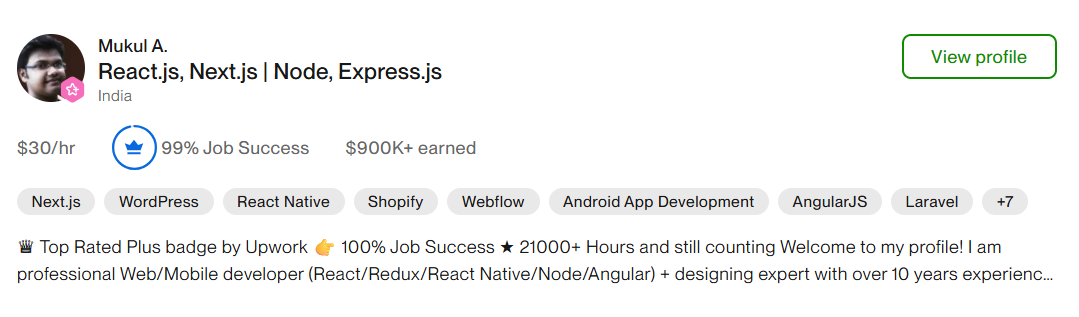 Mukul A.
React.js, Next.js | Node, Express.js
India
View profile
$30/hr
99% Job Success
$900K+ earned
Next.js
WordPress
React Native
Shopify
Webflow
Android App Development
AngularJS
Laravel
+7
♛ Top Rated Plus badge by Upwork 👉 100% Job Success ★ 21000+ Hours and still counting Welcome to my profile! I am
professional Web/Mobile developer (React/Redux/React Native/Node/Angular) + designing expert with over 10 years experienc...